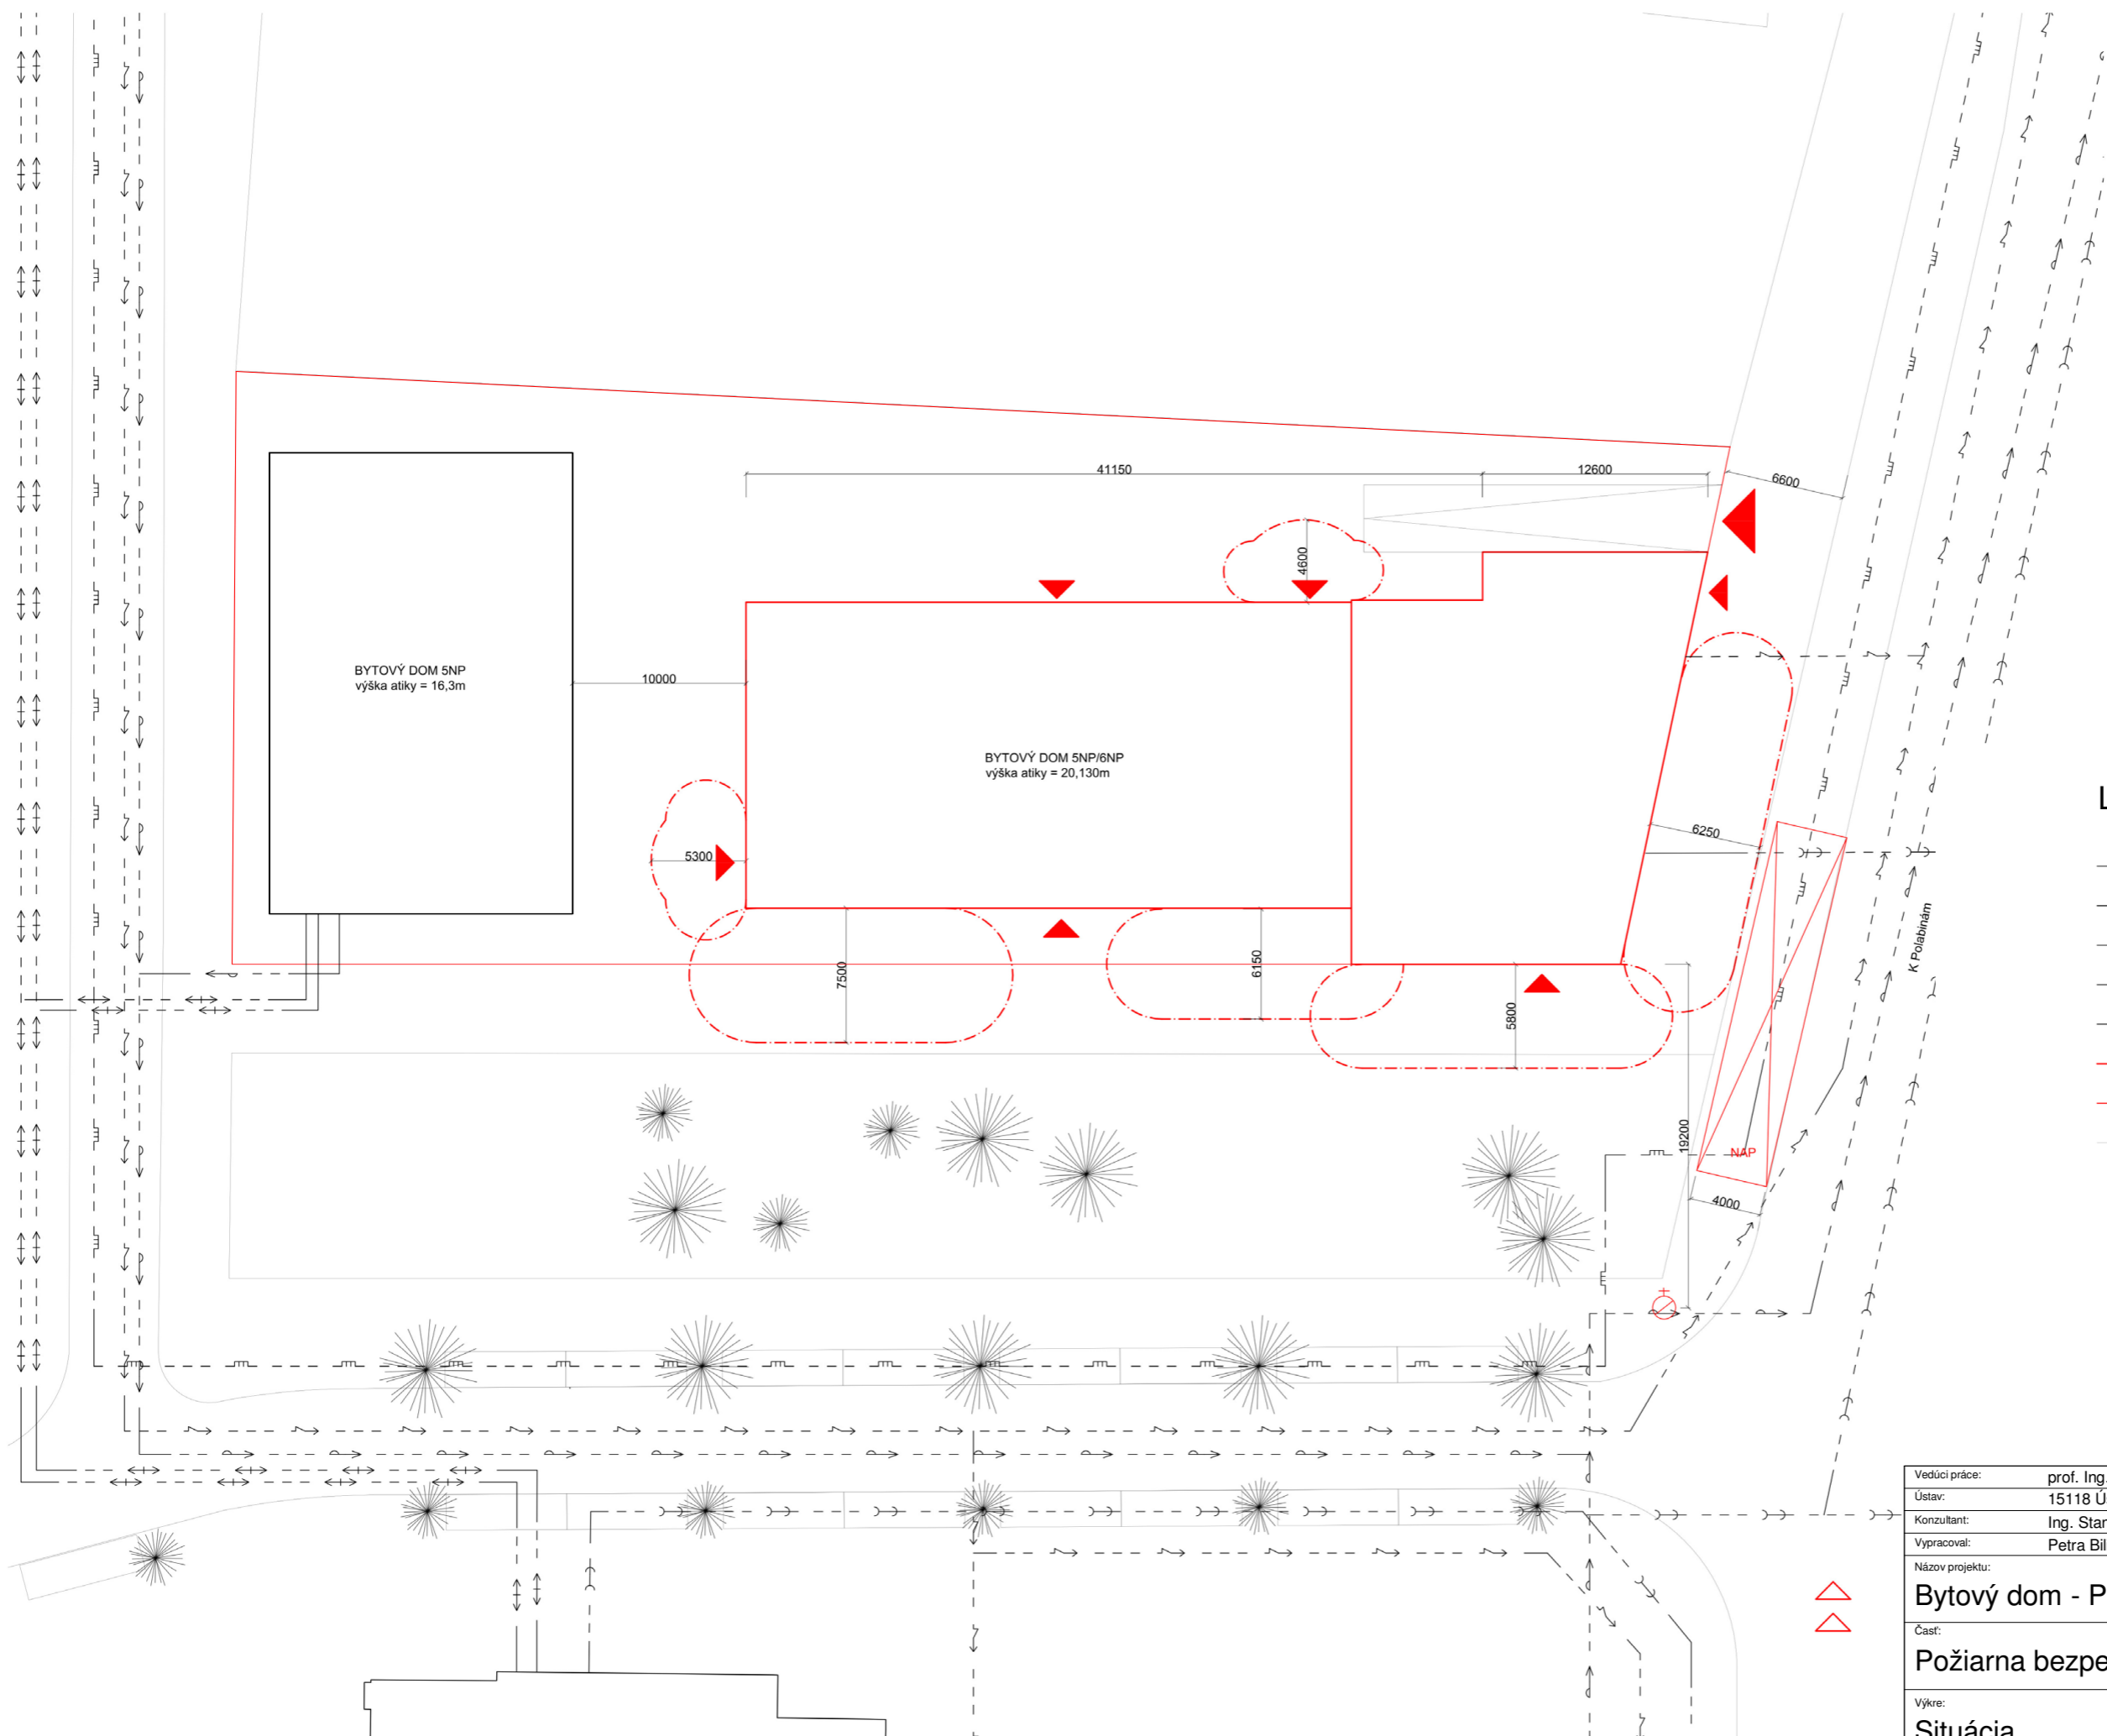 41150
12600
6600
4600
BYTOVÝ DOM 5NP
výška atiky = 16,3m
10000
BYTOVÝ DOM 5NP/6NP
výška atiky = 20,130m
L
6250
5300
K Polabinám
7500
6150
5800
19200
NAP
4000
Vedúci práce: prof. Ing.
Ústav: 15118 Ú
Konzultant: Ing. Star
Vypracoval: Petra Bil
Názov projektu:
Bytový dom - P
Časť:
Požiarna bezpe
Výkre:
Situácia